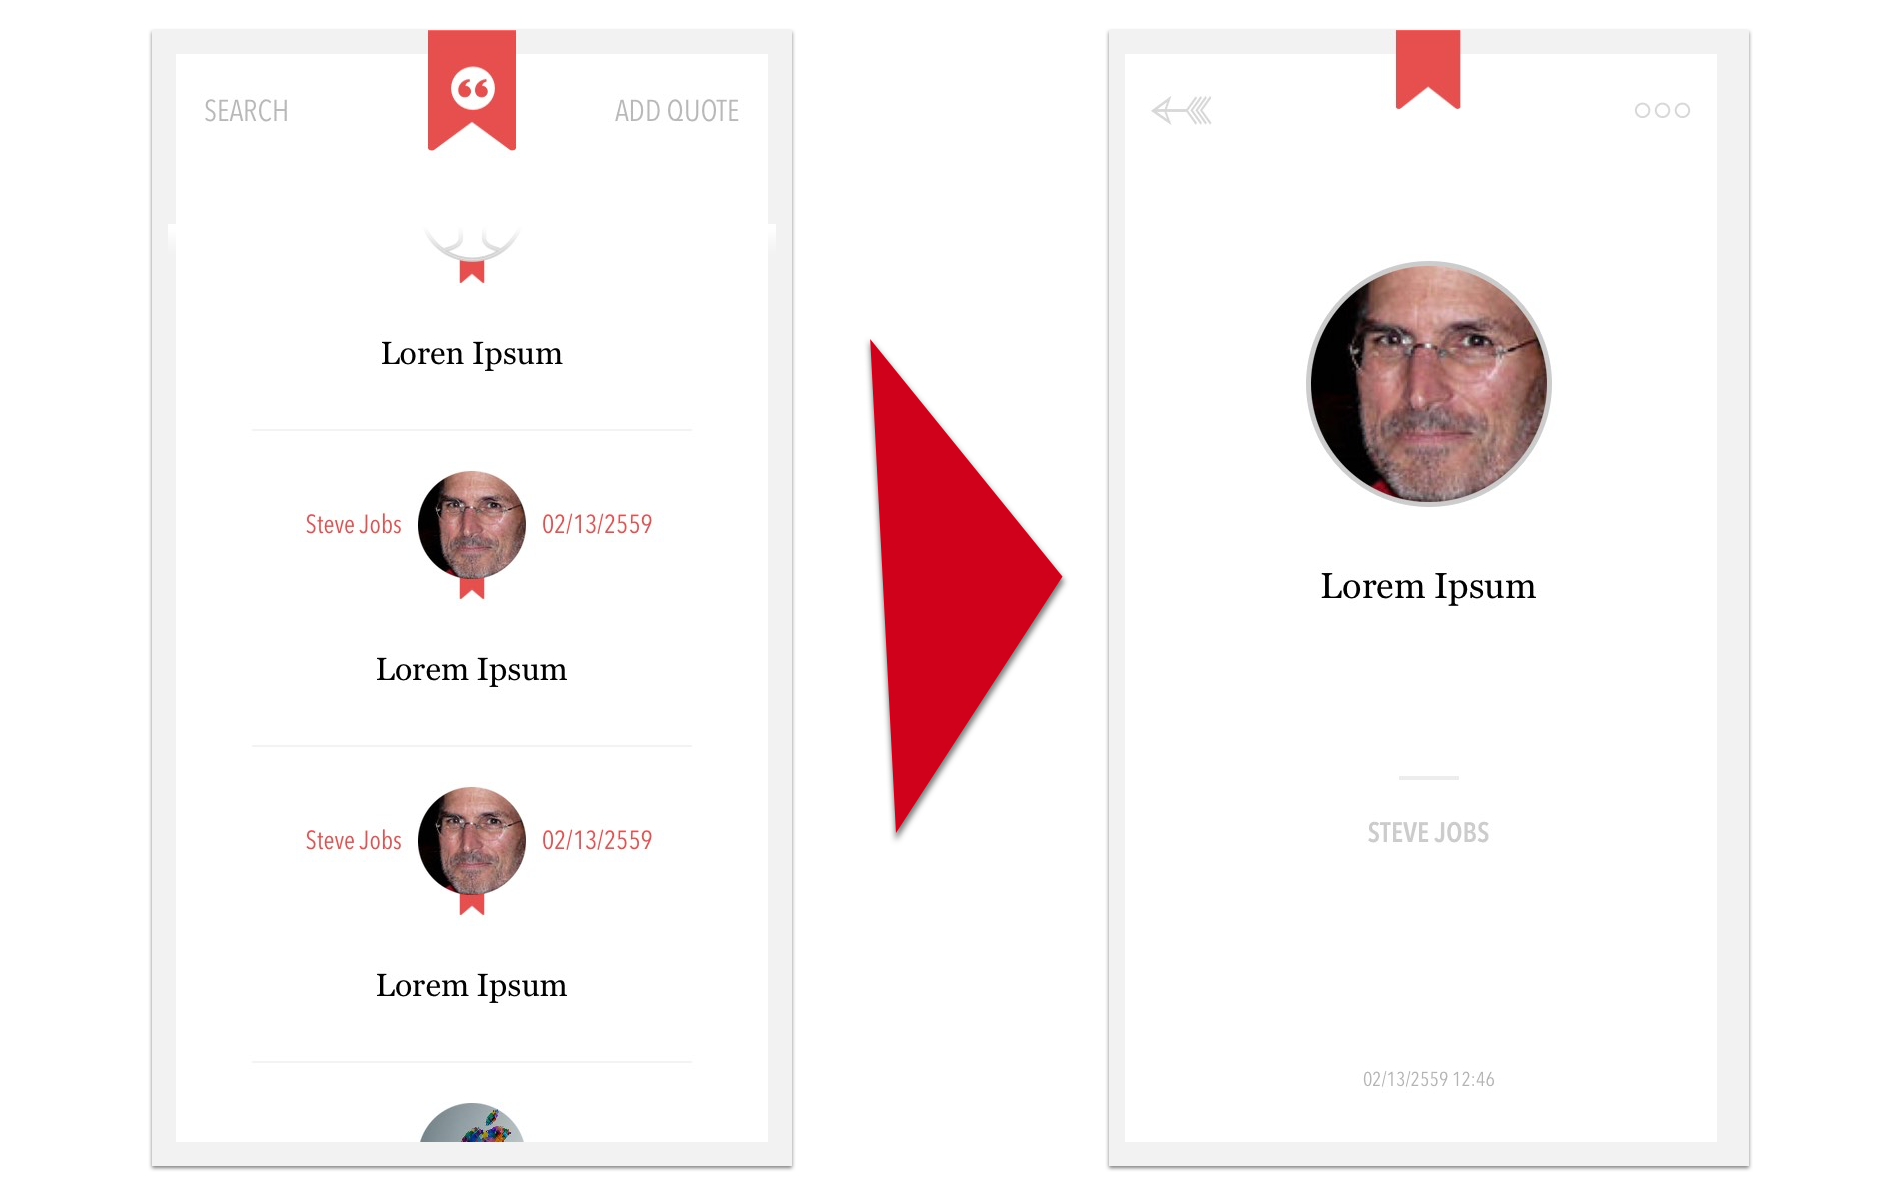 SEARCH
ADD QUOTE
Loren Ipsum
Steve Jobs
02/13/2559
Lorem Ipsum
Steve Jobs
02/13/2559
Lorem Ipsum
Lorem Ipsum
STEVE JOBS
02/13/2559 12:46